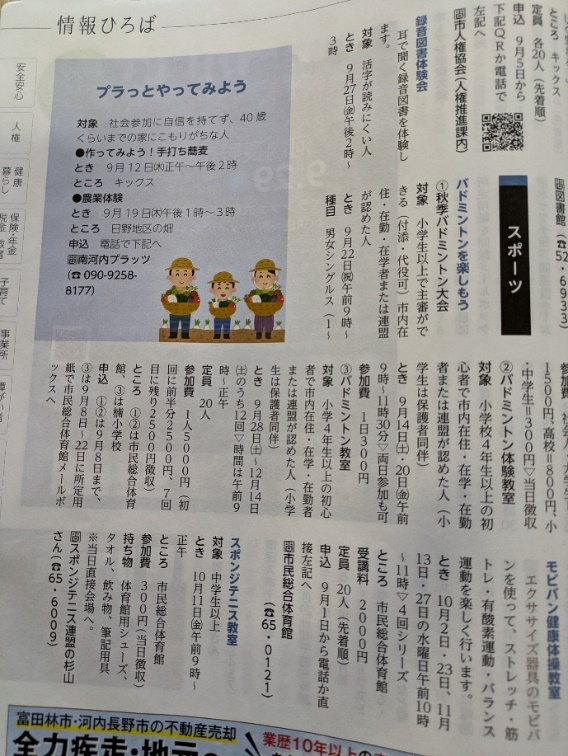 情報ひろば
ところ キックス
定員 各20人(先着順)
申込 9月5日から
下記QRか電話で
左記へ
市人権協会(人権推進課内)
録音図書体験会
耳で聞く録音図書を体験し
ます。
対象 活字が読みにくい人
とき 9月27日㈮午後2時〜
3時
プラっとやってみよう
対象 社会参加に自信を持てず、40歳
くらいまでの家にこもりがちな人
●作ってみよう!手打ち蕎麦
とき 9月12日㈭正午〜午後2時
ところ キックス
●農業体験
とき 9月19日㈭午後1時〜3時
ところ 日野地区の畑
申込 電話で下記へ
南河内プラッツ
(☎090-9258-
8177)
図書館(☎52・6933)
スポーツ
バドミントンを楽しもう
①秋季バドミントン大会
対象 小学生以上で主審がで
きる(付添・代役可)市内在
住・在勤・在学者または連盟
が認めた人
とき 9月22日㈷午前9時〜
種目 男女シングルス(1〜
1500円、高校=800円、小
・中学生=300円▽当日徴収
②バドミントン体験教室
対象 小学校4年生以上の初
心者で市内在住・在学・在勤
者または連盟が認めた人(小
学生は保護者同伴)
とき 9月14日㈯・20日㈮午前
9時〜11時30分▽両日参加も可
参加費 1日300円
③バドミントン教室
対象 小学4年生以上の初心
者で市内在住・在学・在勤者
または連盟が認めた人(小学
生は保護者同伴)
とき 9月28日㈯〜12月14日
㈯のうち12回▽時間は午前9
時〜正午
定員 20人
参加費 1人5000円(初
回に前半分2500円、7回
目に残り2500円徴収)
ところ ①②は市民総合体育
館、③は楠小学校
申込 ①②は9月8日まで、
③は9月8日〜22日に所定用
紙で市民総合体育館メールボ
ックスへ
モビバン健康体操教室
エクササイズ器具のモビバ
ンを使って、ストレッチ・筋
トレ・有酸素運動・バランス
運動を楽しく行います。
とき 10月2日・23日、11月
13日・27日の水曜日午前10時
〜11時▽4回シリーズ
ところ 市民総合体育館
受講料 2000円
定員 20人(先着順)
申込 9月1日から電話か直
接左記へ
市民総合体育館
(☎65・0121)
スポンジテニス教室
対象 中学生以上
とき 10月11日㈮午前9時〜
正午
ところ 市民総合体育館
参加費 300円(当日徴収)
持ち物 体育館用シューズ、
タオル、飲み物、筆記用具
※当日直接会場へ。
スポンジテニス連盟の杉山
さん(☎65・6009)
安全安心
人権
健康
暮らし
保険・年金
子育て
事業所
富田林市・河内長野市の不動産売却
業歴10年以上の